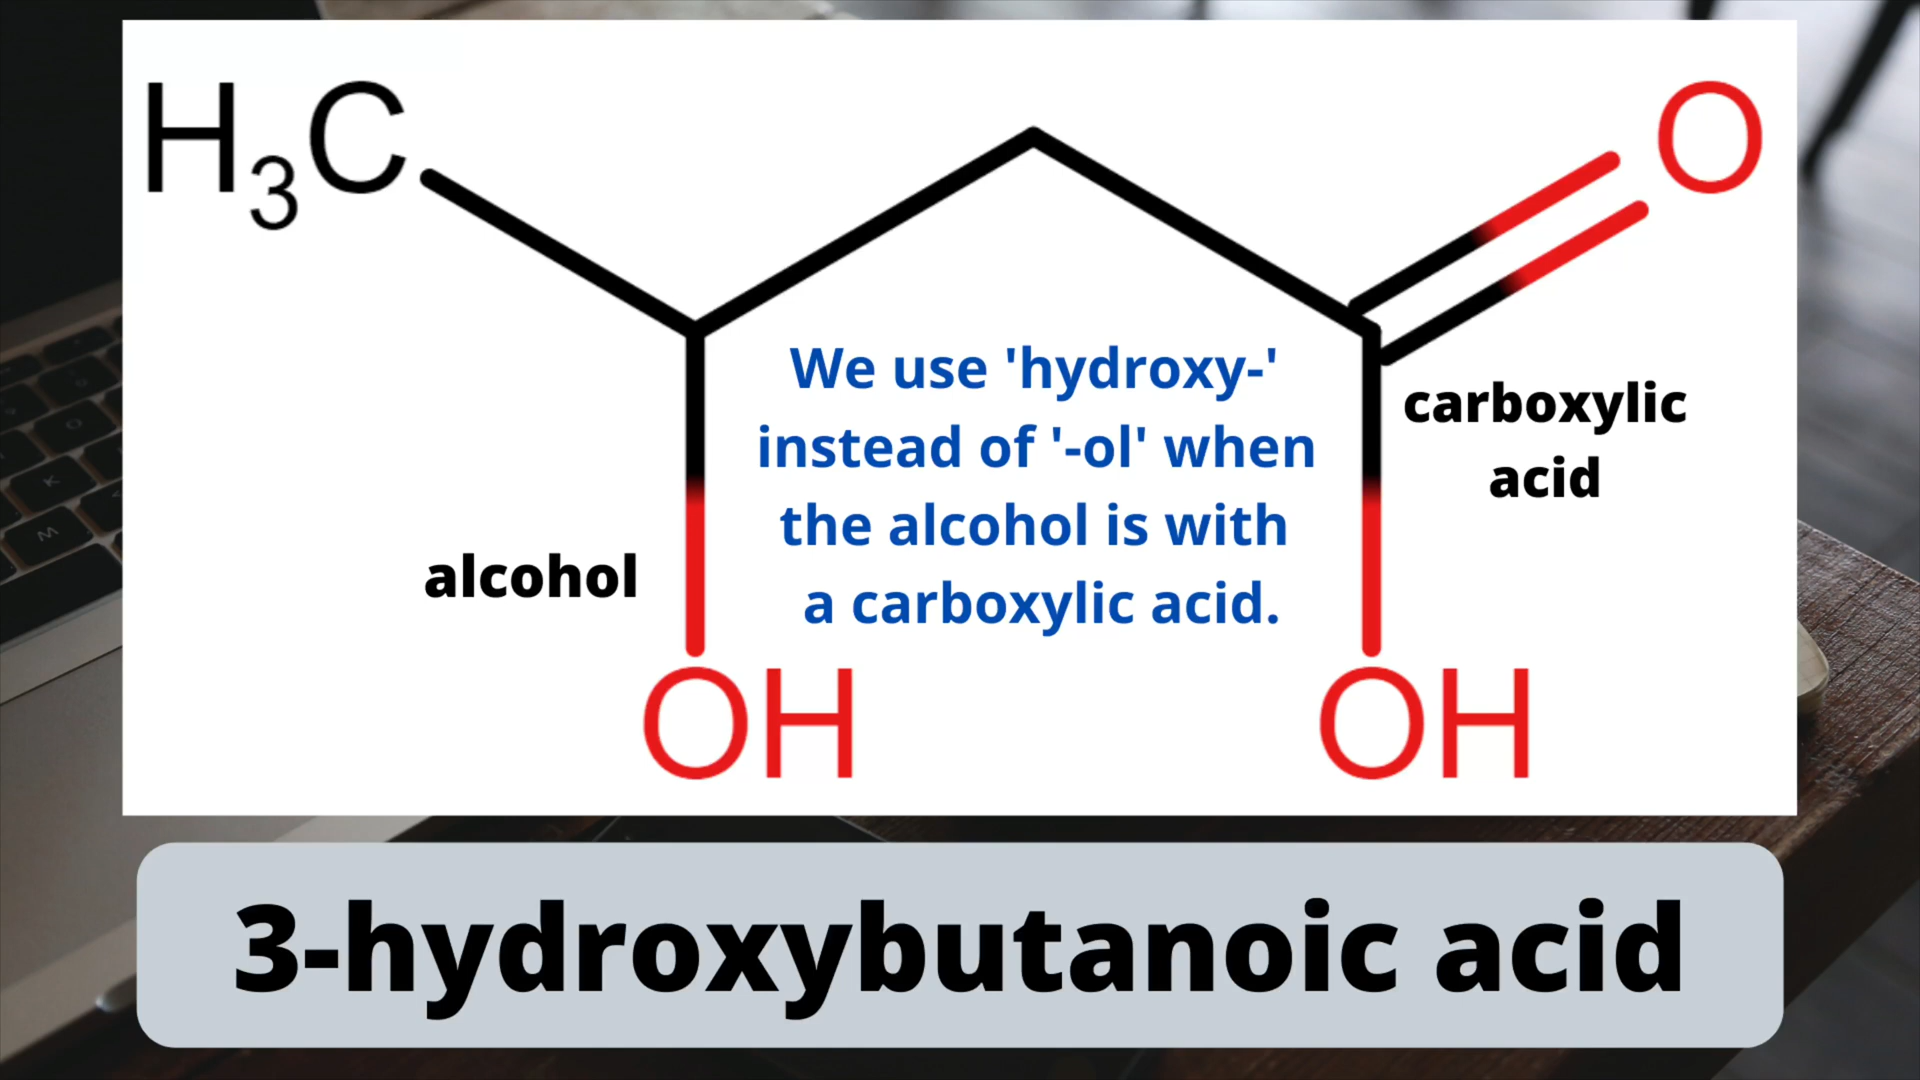 H3C
O
We use 'hydroxy-'
instead of '-ol' when
the alcohol is with
a carboxylic acid.
carboxylic
acid
alcohol
OH
OH
3-hydroxybutanoic acid